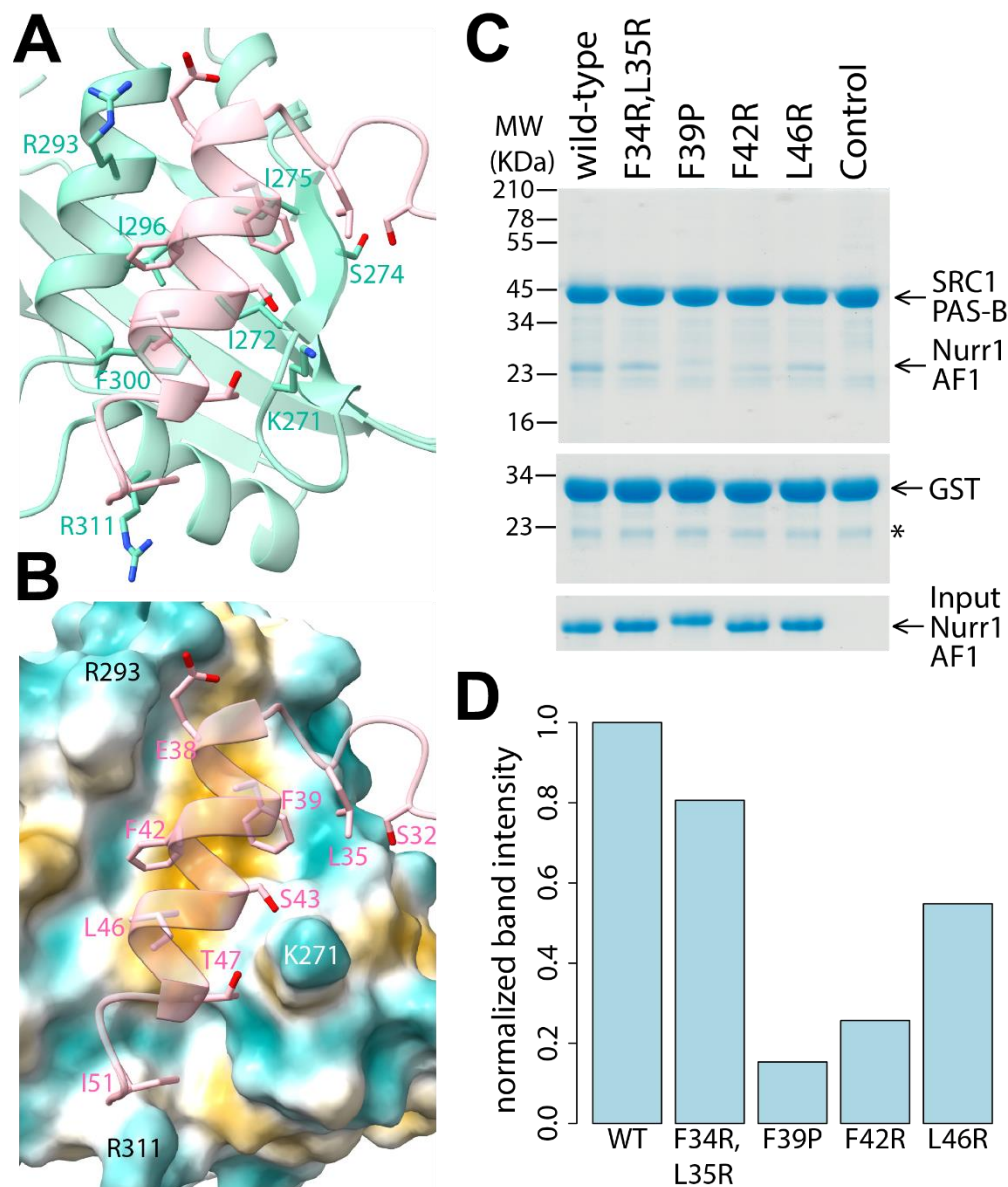 A
R293
I275
I296
S274
I272
F300
K271
R311
B
R293
E38
F39
F42
L35
S32
S43
L46
T47
K271
I51
R311
C
MW
(KDa)
wild-type
F34R,L35R
F39P
F42R
L46R
Control
210
78
55
45
34
23
16
SRC1
PAS-B
Nurr1
AF1
34
23
GST
*
Input
Nurr1
AF1
D
normalized band intensity
1.0
0.8
0.6
0.4
0.2
0.0
WT
F34R,
L35R
F39P
F42R
L46R